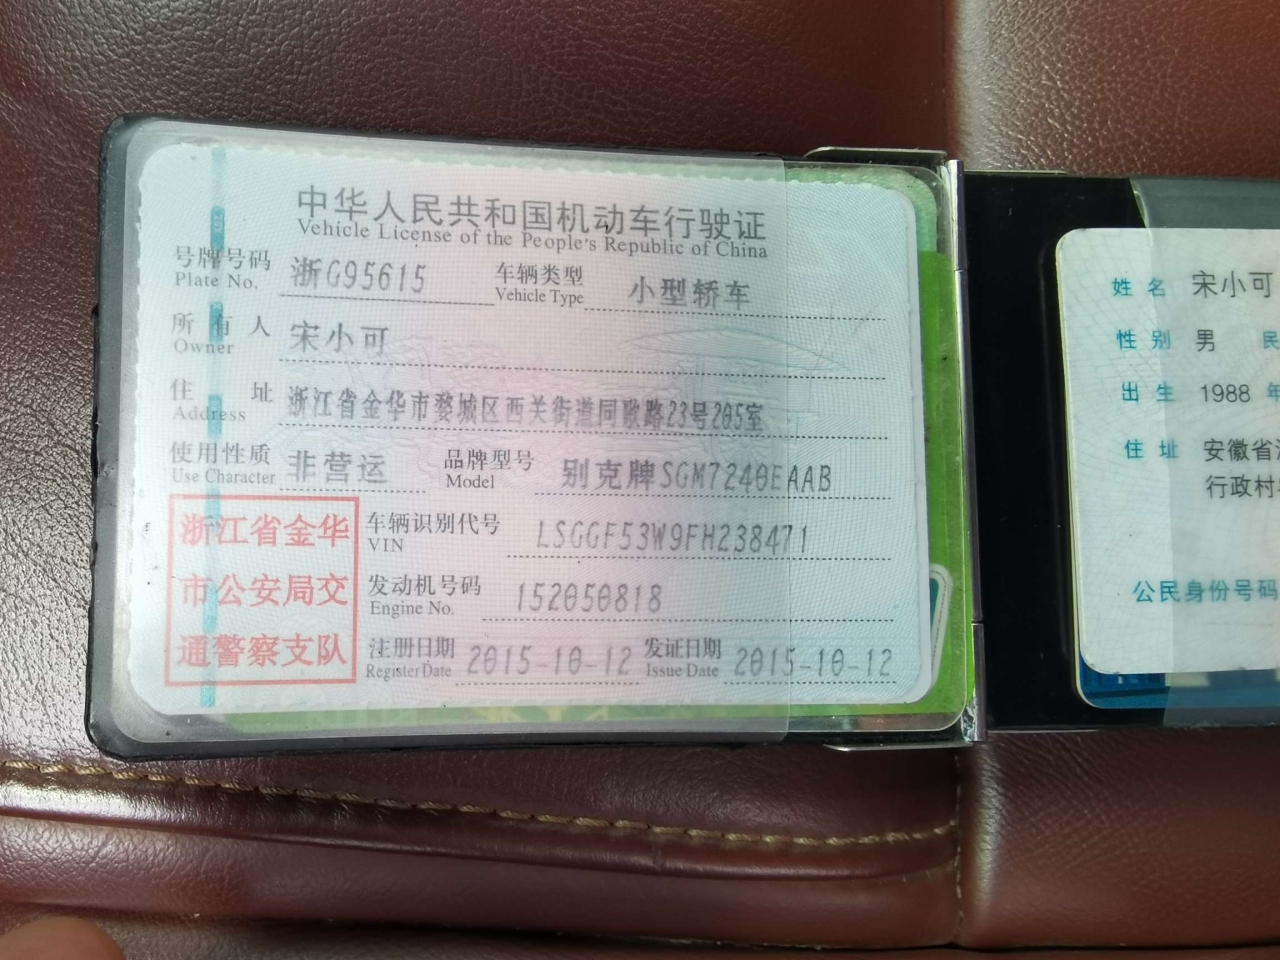 中华人民共和国机动车行驶证
Vehicle License of the People's Republic of China
号牌号码 浙G95615 车辆类型 小型轿车
Plate No. Vehicle Type
所有人 宋小可
Owner
住址 浙江省金华市婺城区西关街道同歌路23号205室
Address
使用性质 非营运 品牌型号 别克牌SGM7240EAAB
Use Character Model
浙江省金华
市公安局交
通警察支队
车辆识别代号 LSGGF53W9FH238471
VIN
发动机号码 152050818
Engine No.
注册日期 2015-10-12 发证日期 2015-10-12
Register Date Issue Date
姓名 宋小可
性别 男 民
出生 1988 年
住址 安徽省
行政村
公民身份号码